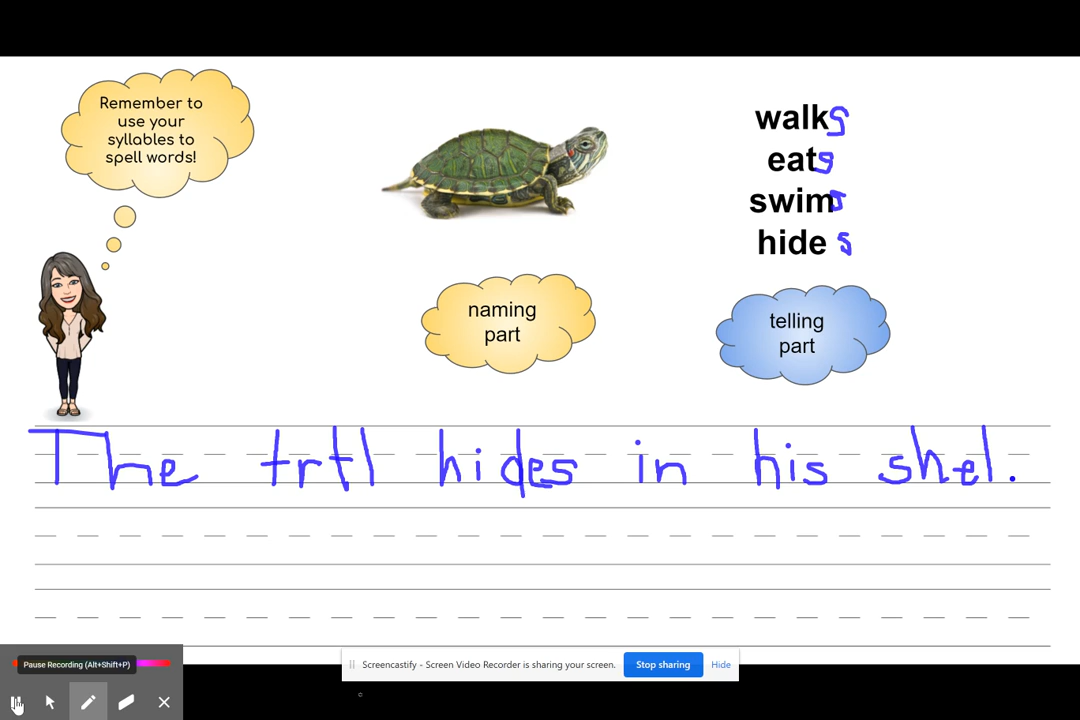 Remember to
use your
syllables to
spell words!
walks
eats
swims
hide s
naming
part
telling
part
The trtl hides in his shel.
Pause Recording (Alt+Shift+P)
Screencastify - Screen Video Recorder is sharing your screen.
Stop sharing
Hide